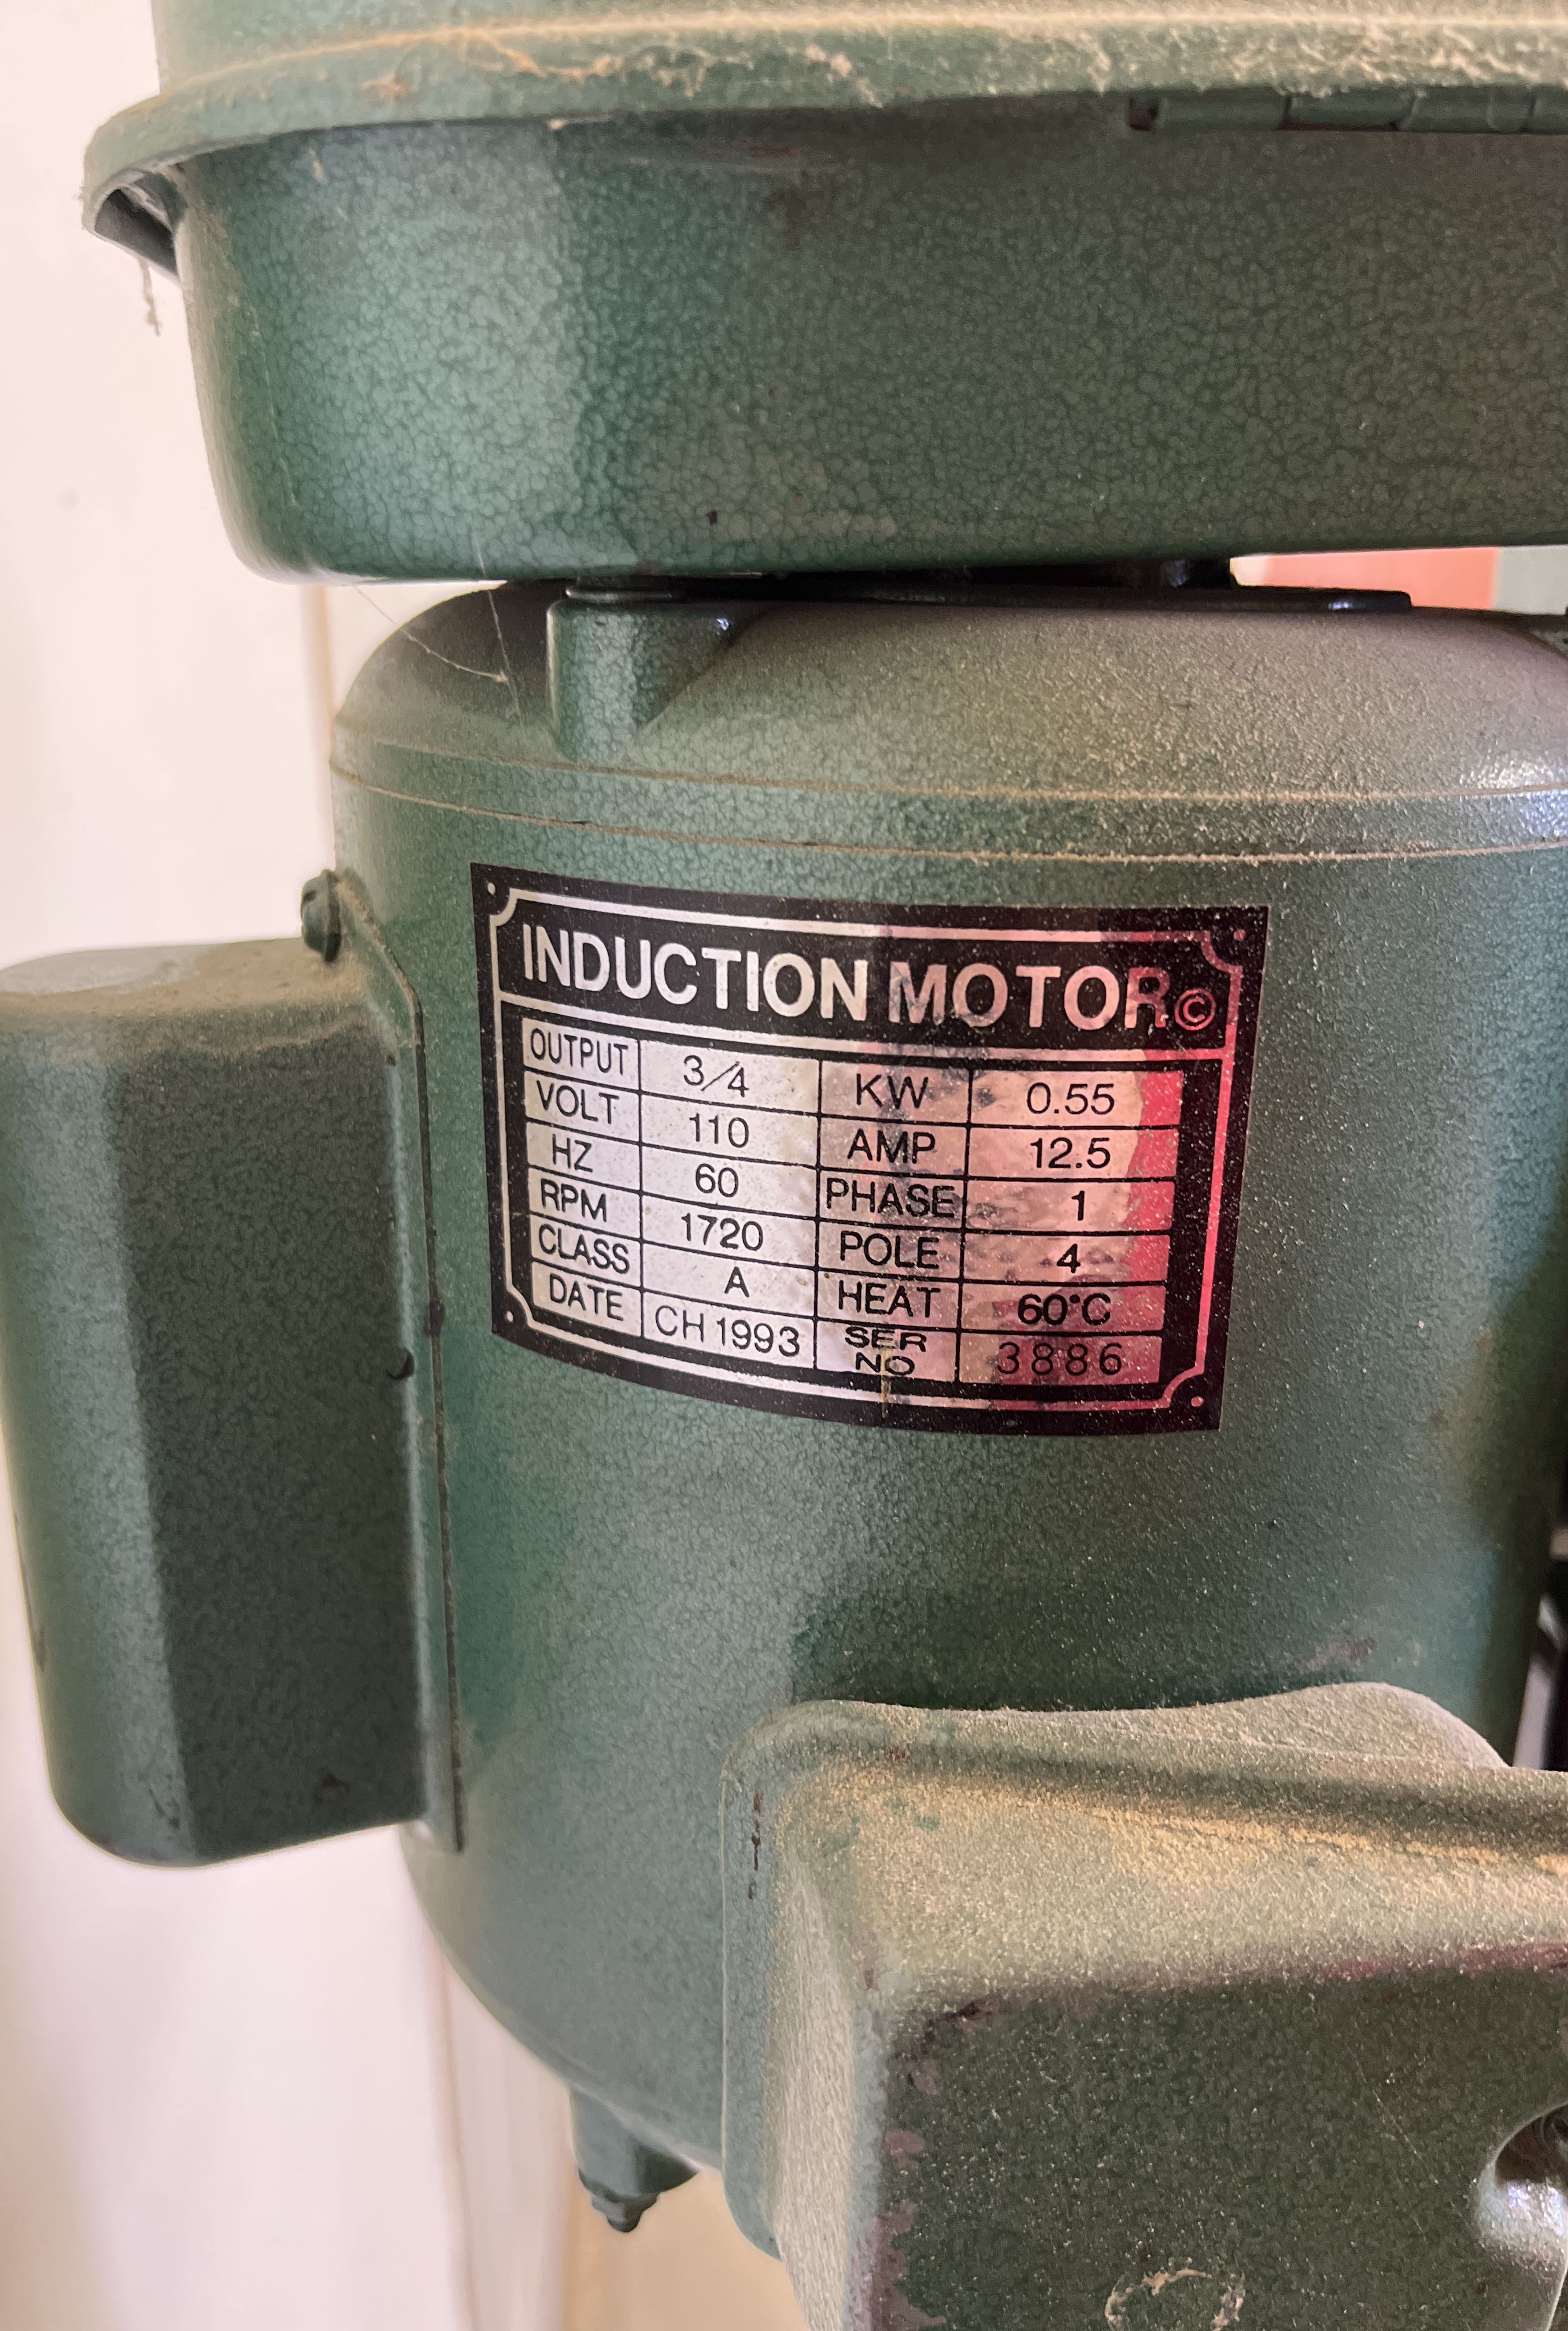 INDUCTION MOTOR ©
OUTPUT 3/4 KW 0.55
VOLT 110 AMP 12.5
HZ 60 PHASE 1
RPM 1720 POLE 4
CLASS A HEAT 60°C
DATE CH 1993 SER NO 3886